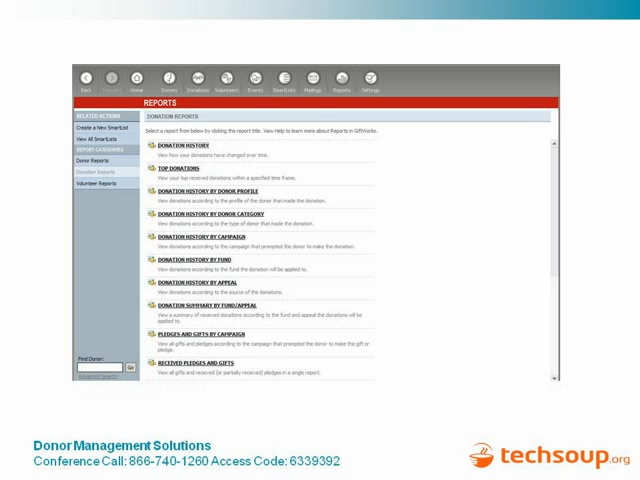 Back Forward Home Donors Donations Volunteers Events SmartLists Mailings Reports Settings
REPORTS
RELATED ACTIONS
Create a New SmartList
View All SmartLists
REPORT CATEGORIES
Donor Reports
Donation Reports
Volunteer Reports
Find Donor:
Go
Advanced Search
DONATION REPORTS
Select a report from below by clicking the report title. View Help to learn more about Reports in GiftWorks.
DONATION HISTORY
View how your donations have changed over time.
TOP DONATIONS
View your top received donations within a specified time frame.
DONATION HISTORY BY DONOR PROFILE
View donations according to the profile of the donor that made the donation.
DONATION HISTORY BY DONOR CATEGORY
View donations according to the type of donor that made the donation.
DONATION HISTORY BY CAMPAIGN
View donations according to the campaign that prompted the donor to make the donation.
DONATION HISTORY BY FUND
View donations according to the fund the donation will be applied to.
DONATION HISTORY BY APPEAL
View donations according to the source of the donations.
DONATION SUMMARY BY FUND/APPEAL
View a summary of received donations according to the fund and appeal the donations will be
applied to.
PLEDGES AND GIFTS BY CAMPAIGN
View all gifts and pledges according to the campaign that prompted the donor to make the gift or
pledge.
RECEIVED PLEDGES AND GIFTS
View all gifts and received (or partially received) pledges in a single report.
Donor Management Solutions
Conference Call: 866-740-1260 Access Code: 6339392
techsoup.org